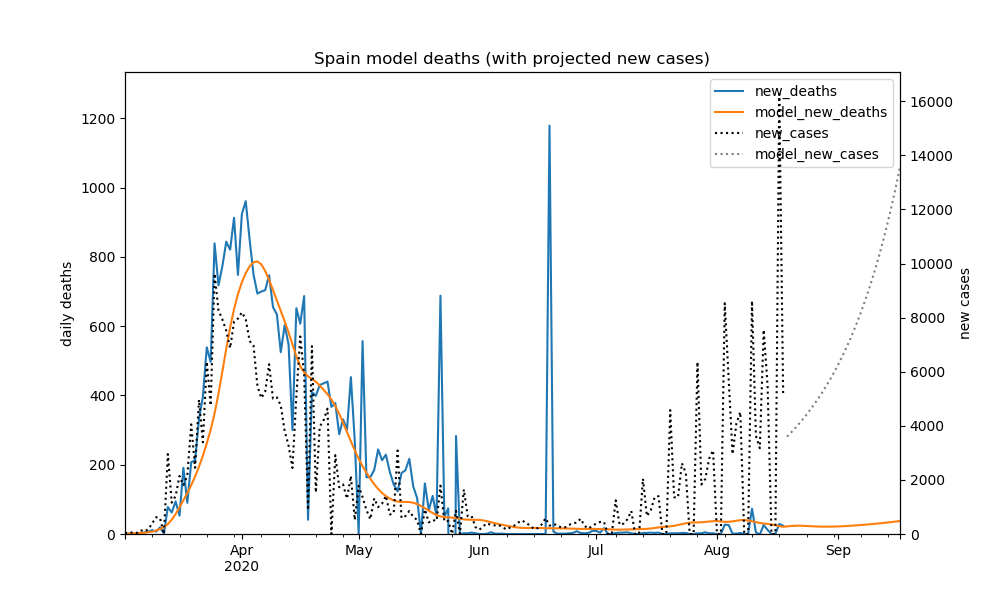 Spain model deaths (with projected new cases)
new_deaths
model_new_deaths
new_cases
model_new_cases
daily deaths
new cases
1200
1000
800
600
400
200
0
16000
14000
12000
10000
8000
6000
4000
2000
0
Apr
2020
May
Jun
Jul
Aug
Sep